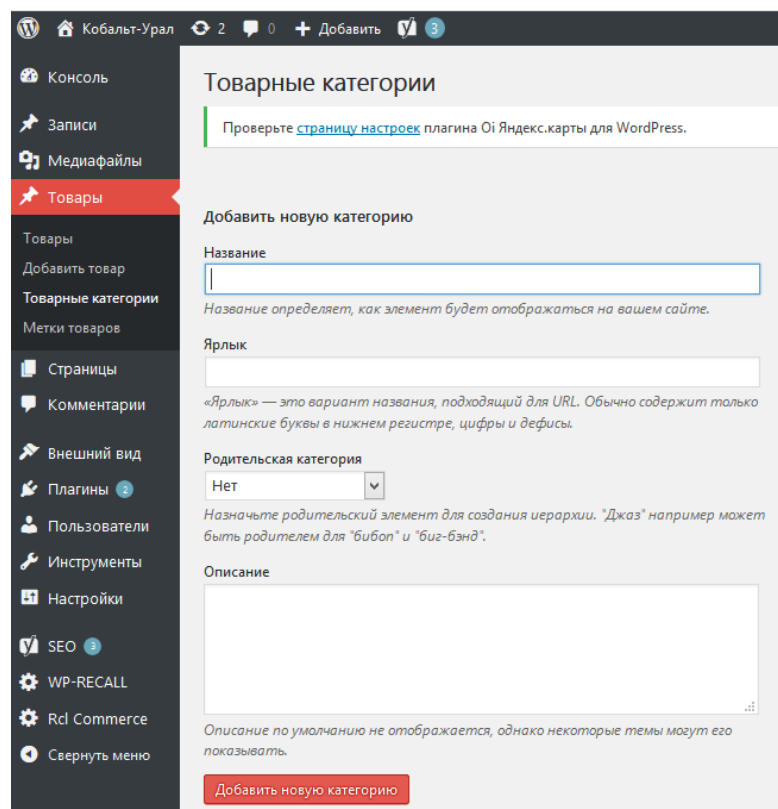 Кобальт-Урал 2 0 Добавить 3
Консоль
Записи
Медиафайлы
Товары
Товары
Добавить товар
Товарные категории
Метки товаров
Страницы
Комментарии
Внешний вид
Плагины 2
Пользователи
Инструменты
Настройки
SEO 3
WP-RECALL
Rcl Commerce
Свернуть меню
Товарные категории
Проверьте страницу настроек плагина Oi Яндекс.карты для WordPress.
Добавить новую категорию
Название
Название определяет, как элемент будет отображаться на вашем сайте.
Ярлык
«Ярлык» — это вариант названия, подходящий для URL. Обычно содержит только
латинские буквы в нижнем регистре, цифры и дефисы.
Родительская категория
Нет
Назначьте родительский элемент для создания иерархии. "Джаз" например может
быть родителем для "бибоп" и "биг-бэнд".
Описание
Описание по умолчанию не отображается, однако некоторые темы могут его
показывать.
Добавить новую категорию